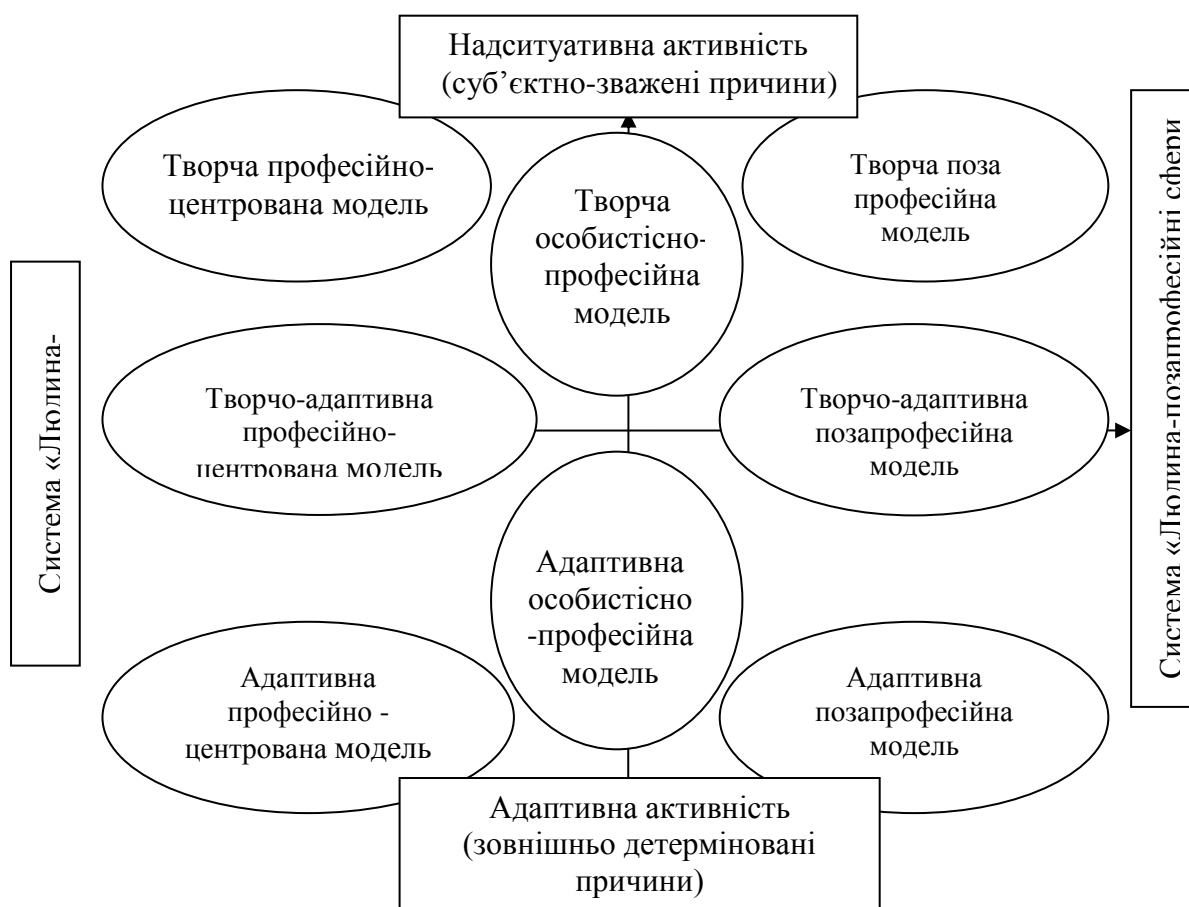 Надситуативна активність
(суб’єктно-зважені причини)
Творча професійно-
центрована модель
Творча
особистісно-
професійна
модель
Творча поза
професійна
модель
Система «Людина-
Творчо-адаптивна
професійно-
центрована модель
Творчо-адаптивна
позапрофесійна
модель
Система «Людина-позапрофесійні сфери
Адаптивна
особистісно
-професійна
модель
Адаптивна
професійно -
центрована модель
Адаптивна
позапрофесійна
модель
Адаптивна активність
(зовнішньо детерміновані
причини)